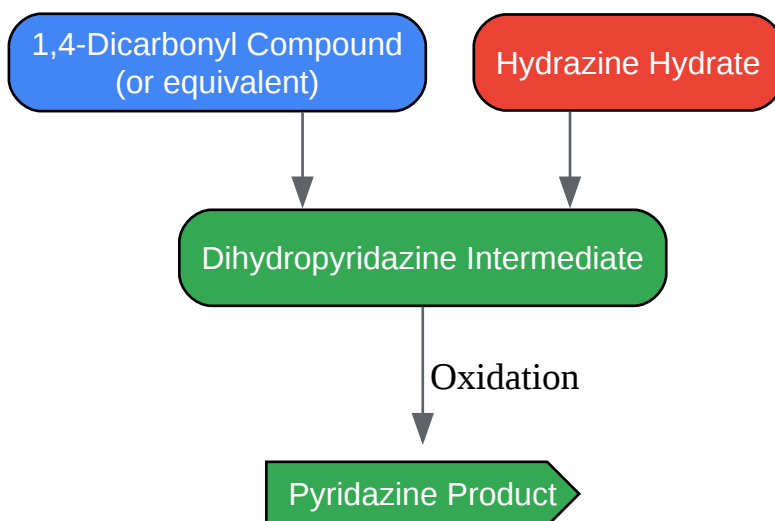 1,4-Dicarbonyl Compound
(or equivalent)
Hydrazine Hydrate
Dihydropyridazine Intermediate
Oxidation
Pyridazine Product